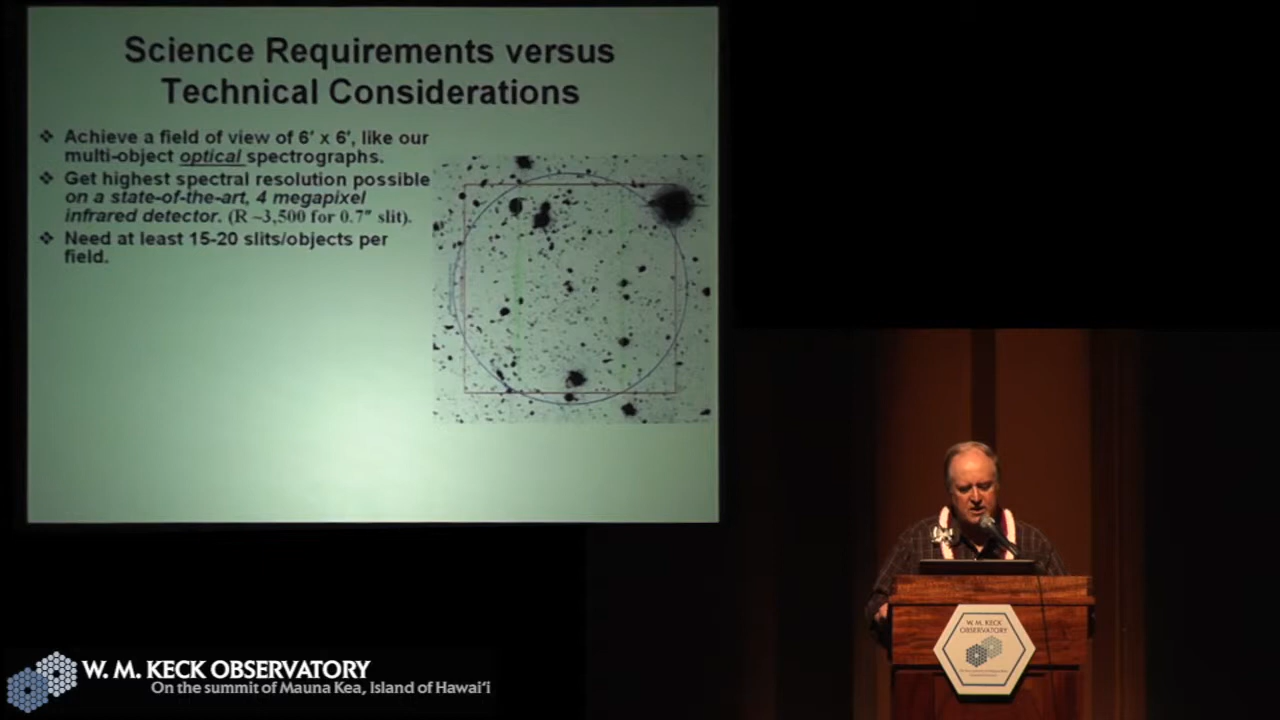 Science Requirements versus
Technical Considerations
❖ Achieve a field of view of 6′ x 6′, like our
multi-object optical spectrographs.
❖ Get highest spectral resolution possible
on a state-of-the-art, 4 megapixel
infrared detector. (R ~3,500 for 0.7″ slit).
❖ Need at least 15-20 slits/objects per
field.
W. M. KECK
OBSERVATORY
W. M. KECK OBSERVATORY
On the summit of Mauna Kea, Island of Hawai‘i